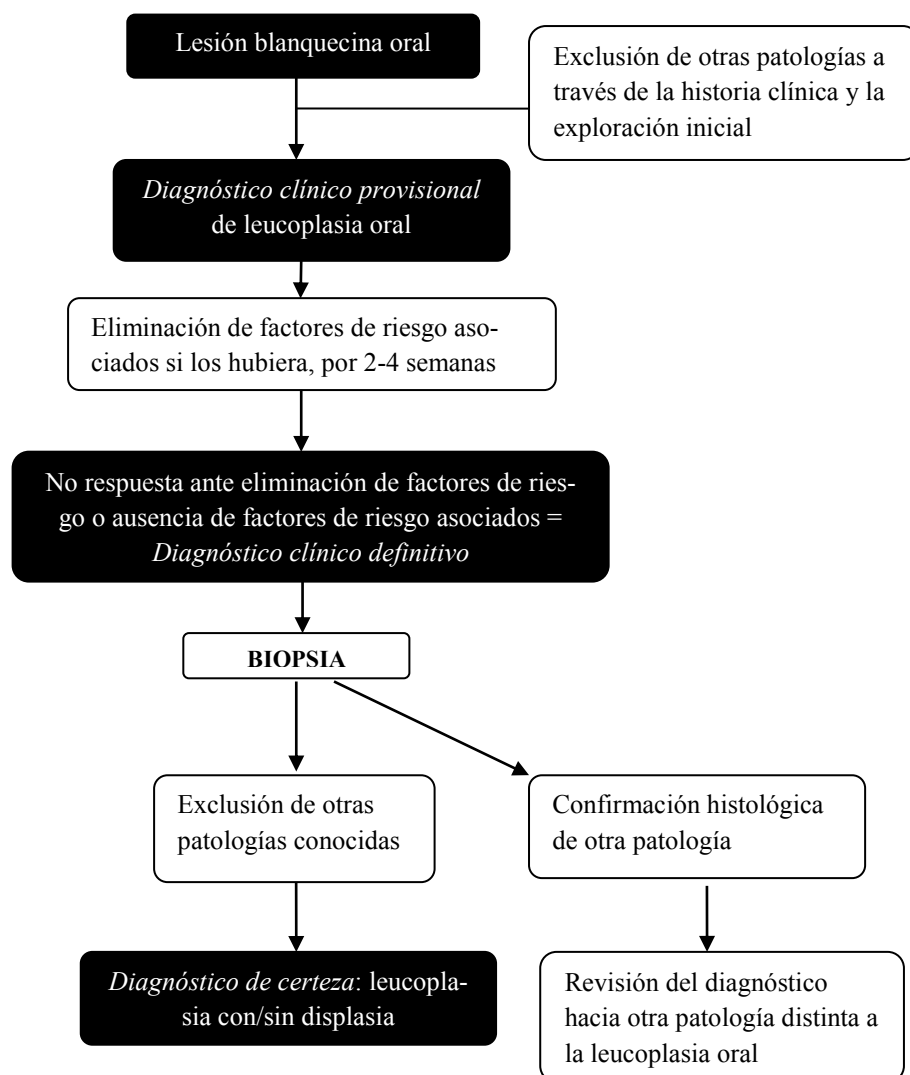 Lesión blanquecina oral
Exclusión de otras patologías a
través de la historia clínica y la
exploración inicial
Diagnóstico clínico provisional
de leucoplasia oral
Eliminación de factores de riesgo aso-
ciados si los hubiera, por 2-4 semanas
No respuesta ante eliminación de factores de ries-
go o ausencia de factores de riesgo asociados =
Diagnóstico clínico definitivo
BIOPSIA
Exclusión de otras
patologías conocidas
Confirmación histológica
de otra patología
Diagnóstico de certeza: leucopla-
sia con/sin displasia
Revisión del diagnóstico
hacia otra patología distinta a
la leucoplasia oral